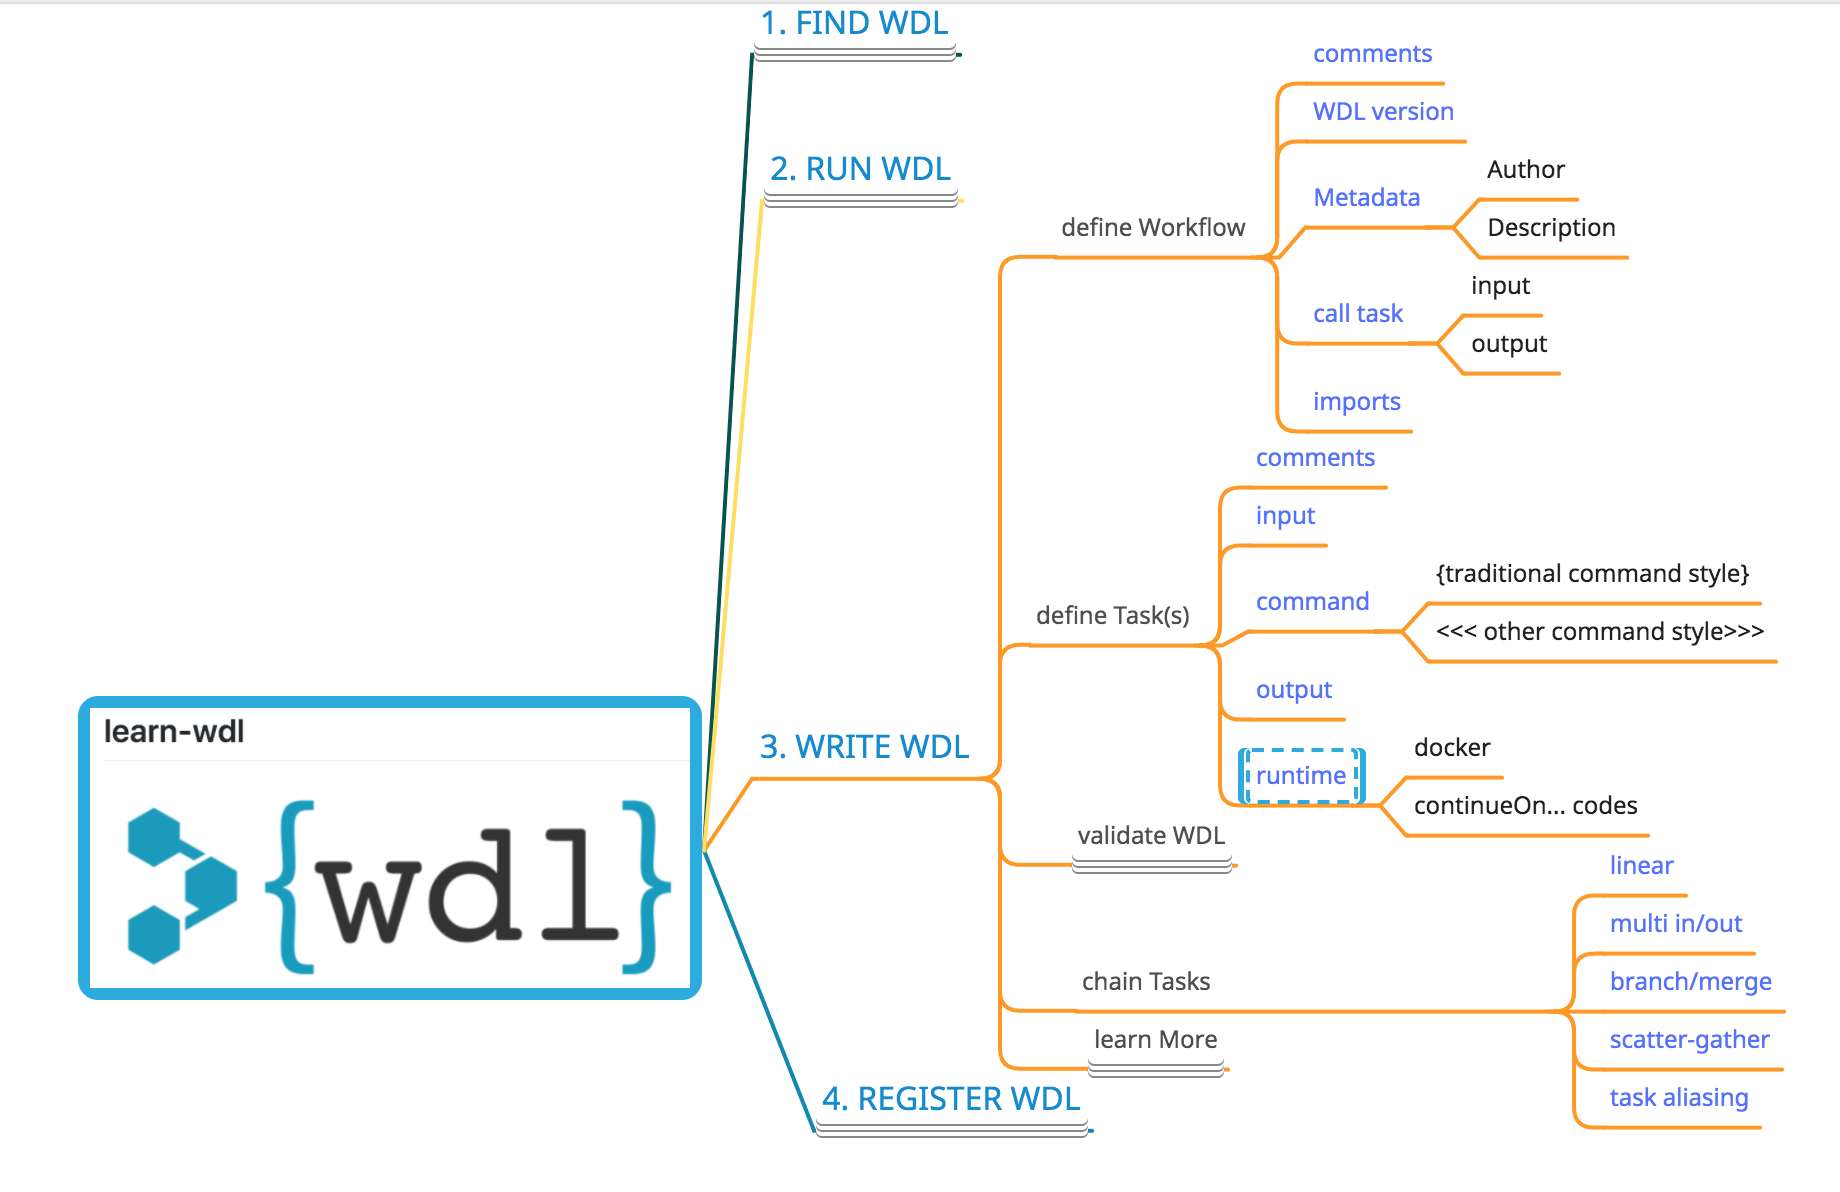 learn-wdl
{wdl}
1. FIND WDL
2. RUN WDL
3. WRITE WDL
define Workflow
comments
WDL version
Metadata
Author
Description
call task
input
output
imports
define Task(s)
comments
input
command
{traditional command style}
<<< other command style>>>
output
runtime
docker
continueOn... codes
validate WDL
chain Tasks
linear
multi in/out
branch/merge
scatter-gather
task aliasing
learn More
4. REGISTER WDL